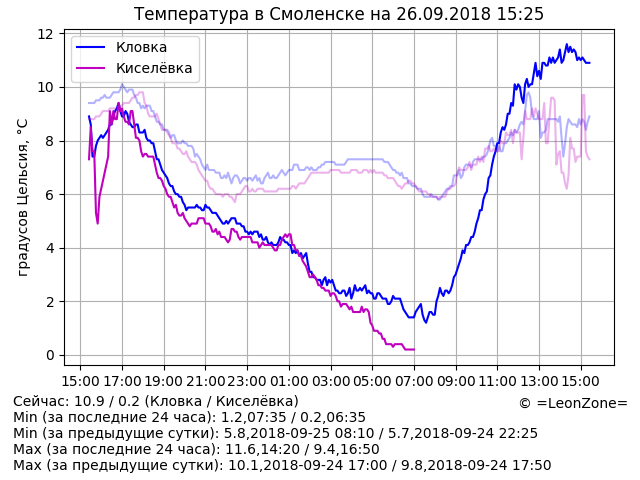 Температура в Смоленске на 26.09.2018 15:25
Кловка
Киселёвка
градусов Цельсия, °C
12
10
8
6
4
2
0
15:00 17:00 19:00 21:00 23:00 01:00 03:00 05:00 07:00 09:00 11:00 13:00 15:00
Сейчас: 10.9 / 0.2 (Кловка / Киселёвка)
© =LeonZone=
Min (за последние 24 часа): 1.2,07:35 / 0.2,06:35
Min (за предыдущие сутки): 5.8,2018-09-25 08:10 / 5.7,2018-09-24 22:25
Max (за последние 24 часа): 11.6,14:20 / 9.4,16:50
Max (за предыдущие сутки): 10.1,2018-09-24 17:00 / 9.8,2018-09-24 17:50